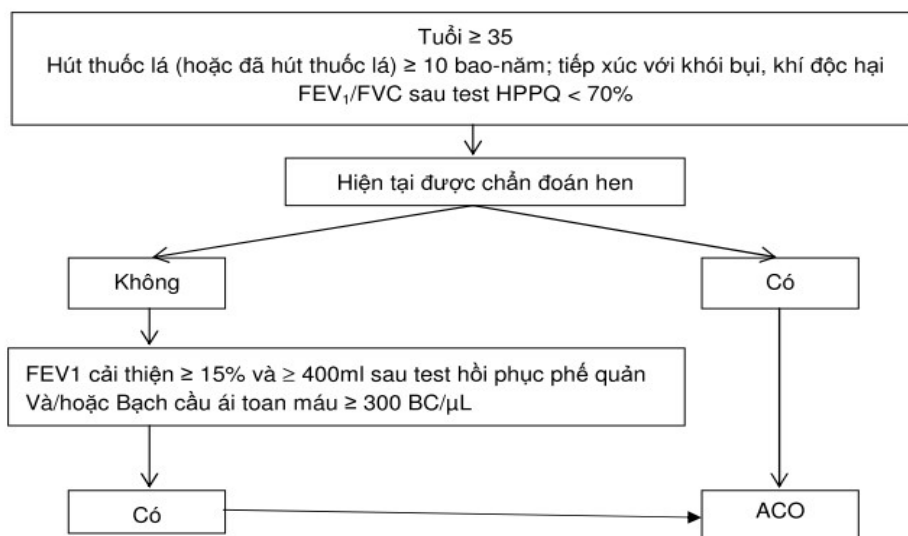 Tuổi ≥ 35
Hút thuốc lá (hoặc đã hút thuốc lá) ≥ 10 bao-năm; tiếp xúc với khói bụi, khí độc hại
FEV₁/FVC sau test HPPQ < 70%
Hiện tại được chẩn đoán hen
Không
Có
FEV1 cải thiện ≥ 15% và ≥ 400ml sau test hồi phục phế quản
Và/hoặc Bạch cầu ái toan máu ≥ 300 BC/µL
Có
ACO